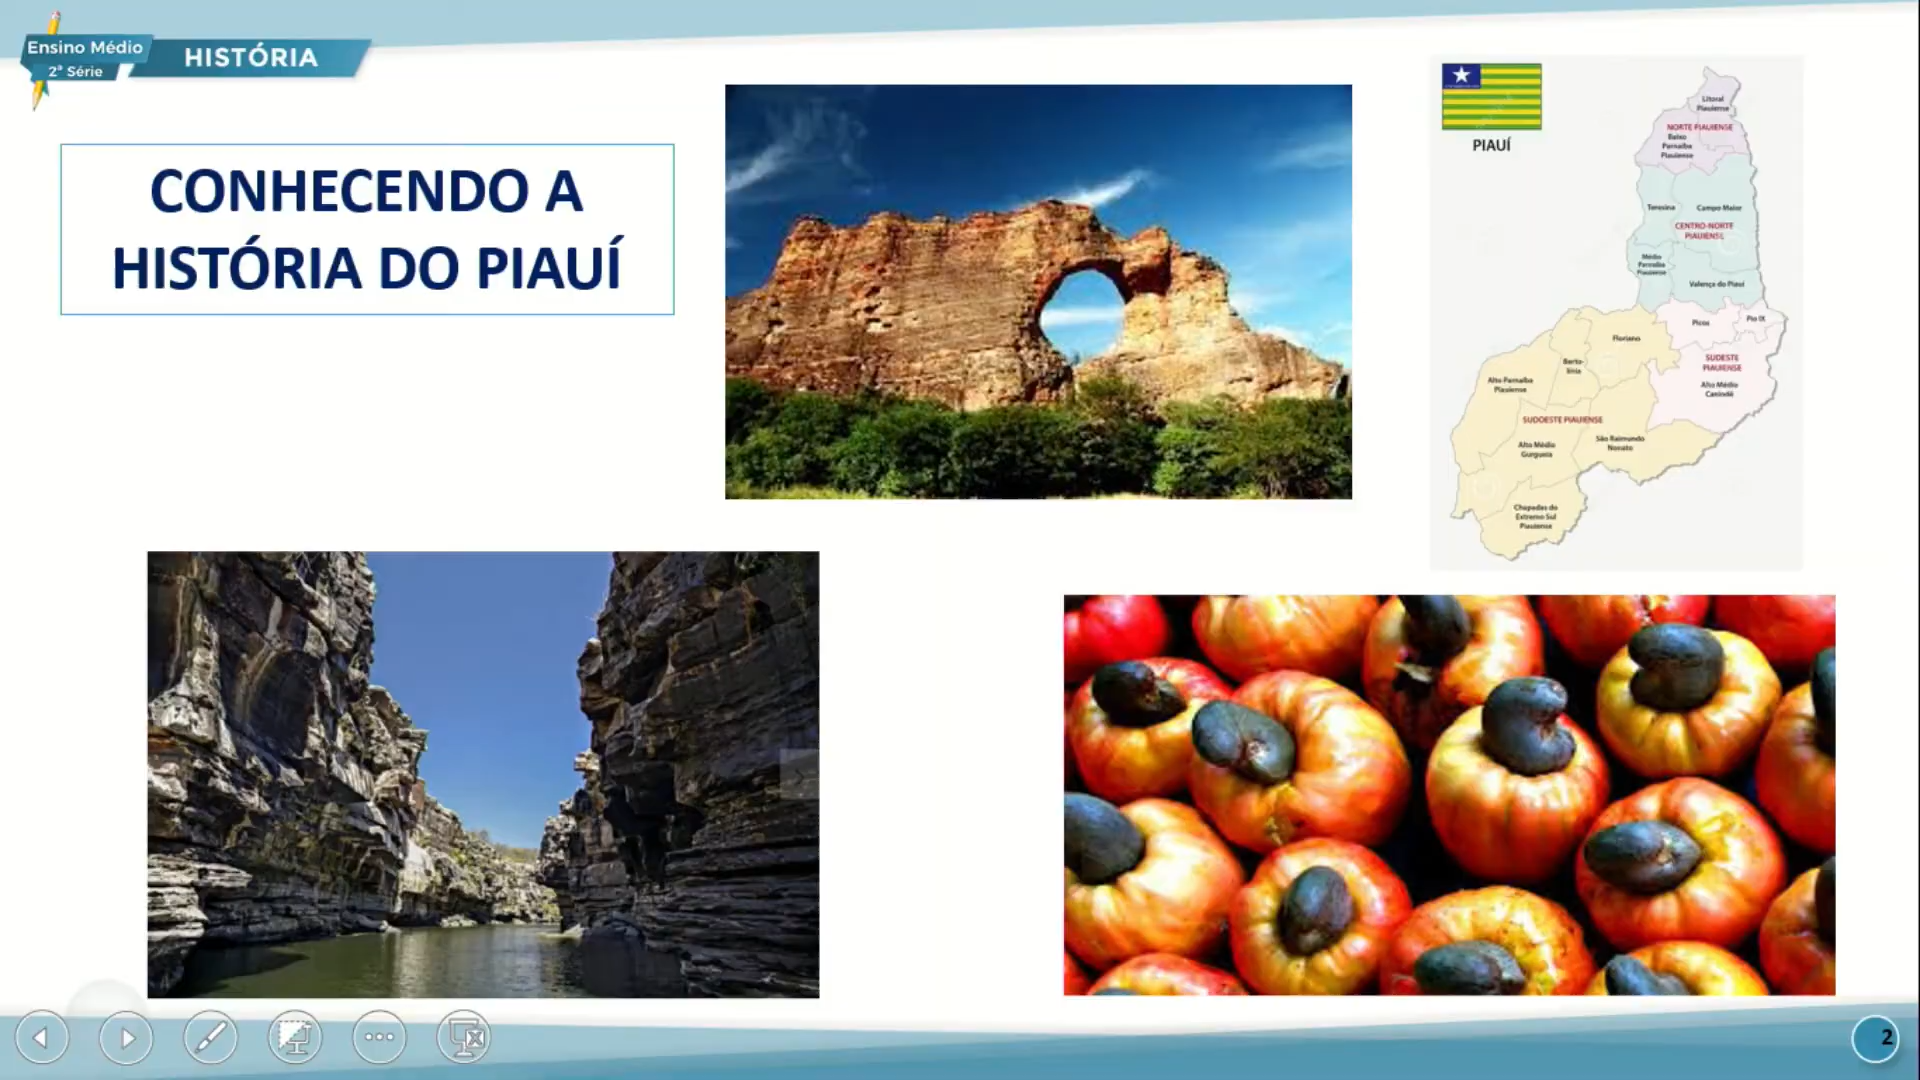 Ensino Médio
2ª Série
HISTÓRIA
CONHECENDO A
HISTÓRIA DO PIAUÍ
PIAUÍ
Litoral
Piauiense
NORTE PIAUIENSE
Baixo
Parnaíba
Piauiense
Teresina
Campo Maior
CENTRO-NORTE
PIAUIENSE
Médio
Parnaíba
Piauiense
Valença do Piauí
Picos
Pio IX
Floriano
SUDESTE
PIAUIENSE
Berto-
línia
Alto Parnaíba
Piauiense
Alto Médio
Canindé
SUDOESTE PIAUIENSE
Alto Médio
Gurgueia
São Raimundo
Nonato
Chapadas do
Extremo Sul
Piauiense
2